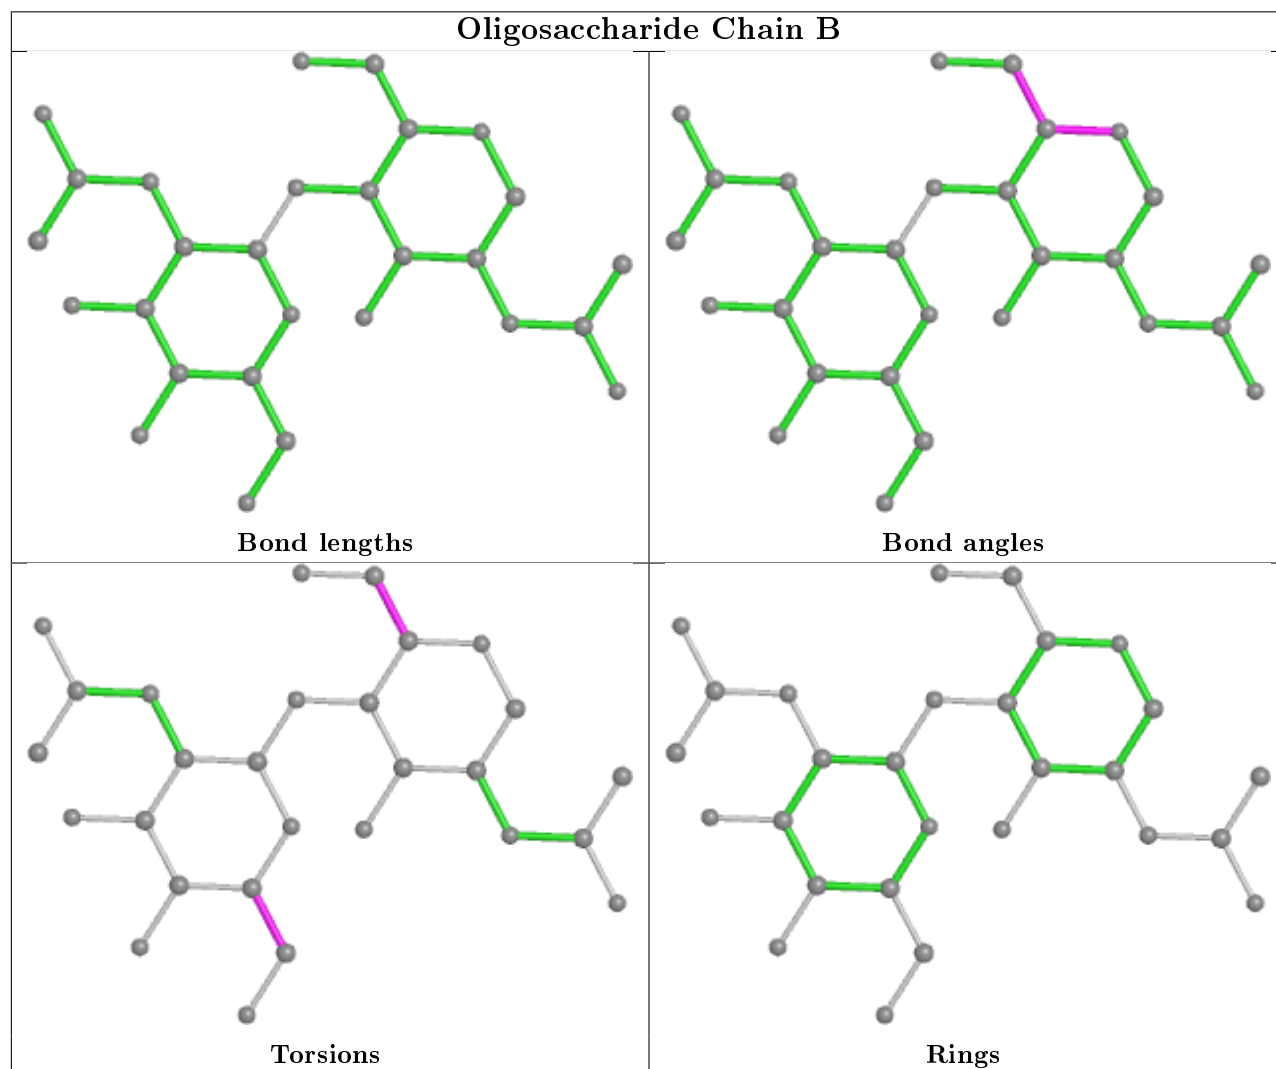 Oligosaccharide Chain B
Bond lengths
Bond angles
Torsions
Rings